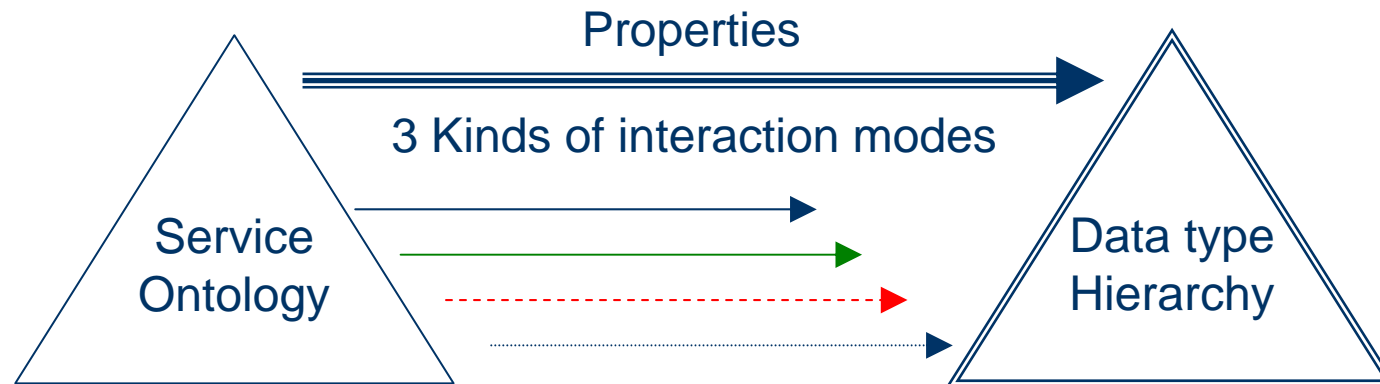 Properties
3 Kinds of interaction modes
Service
Ontology
Data type
Hierarchy